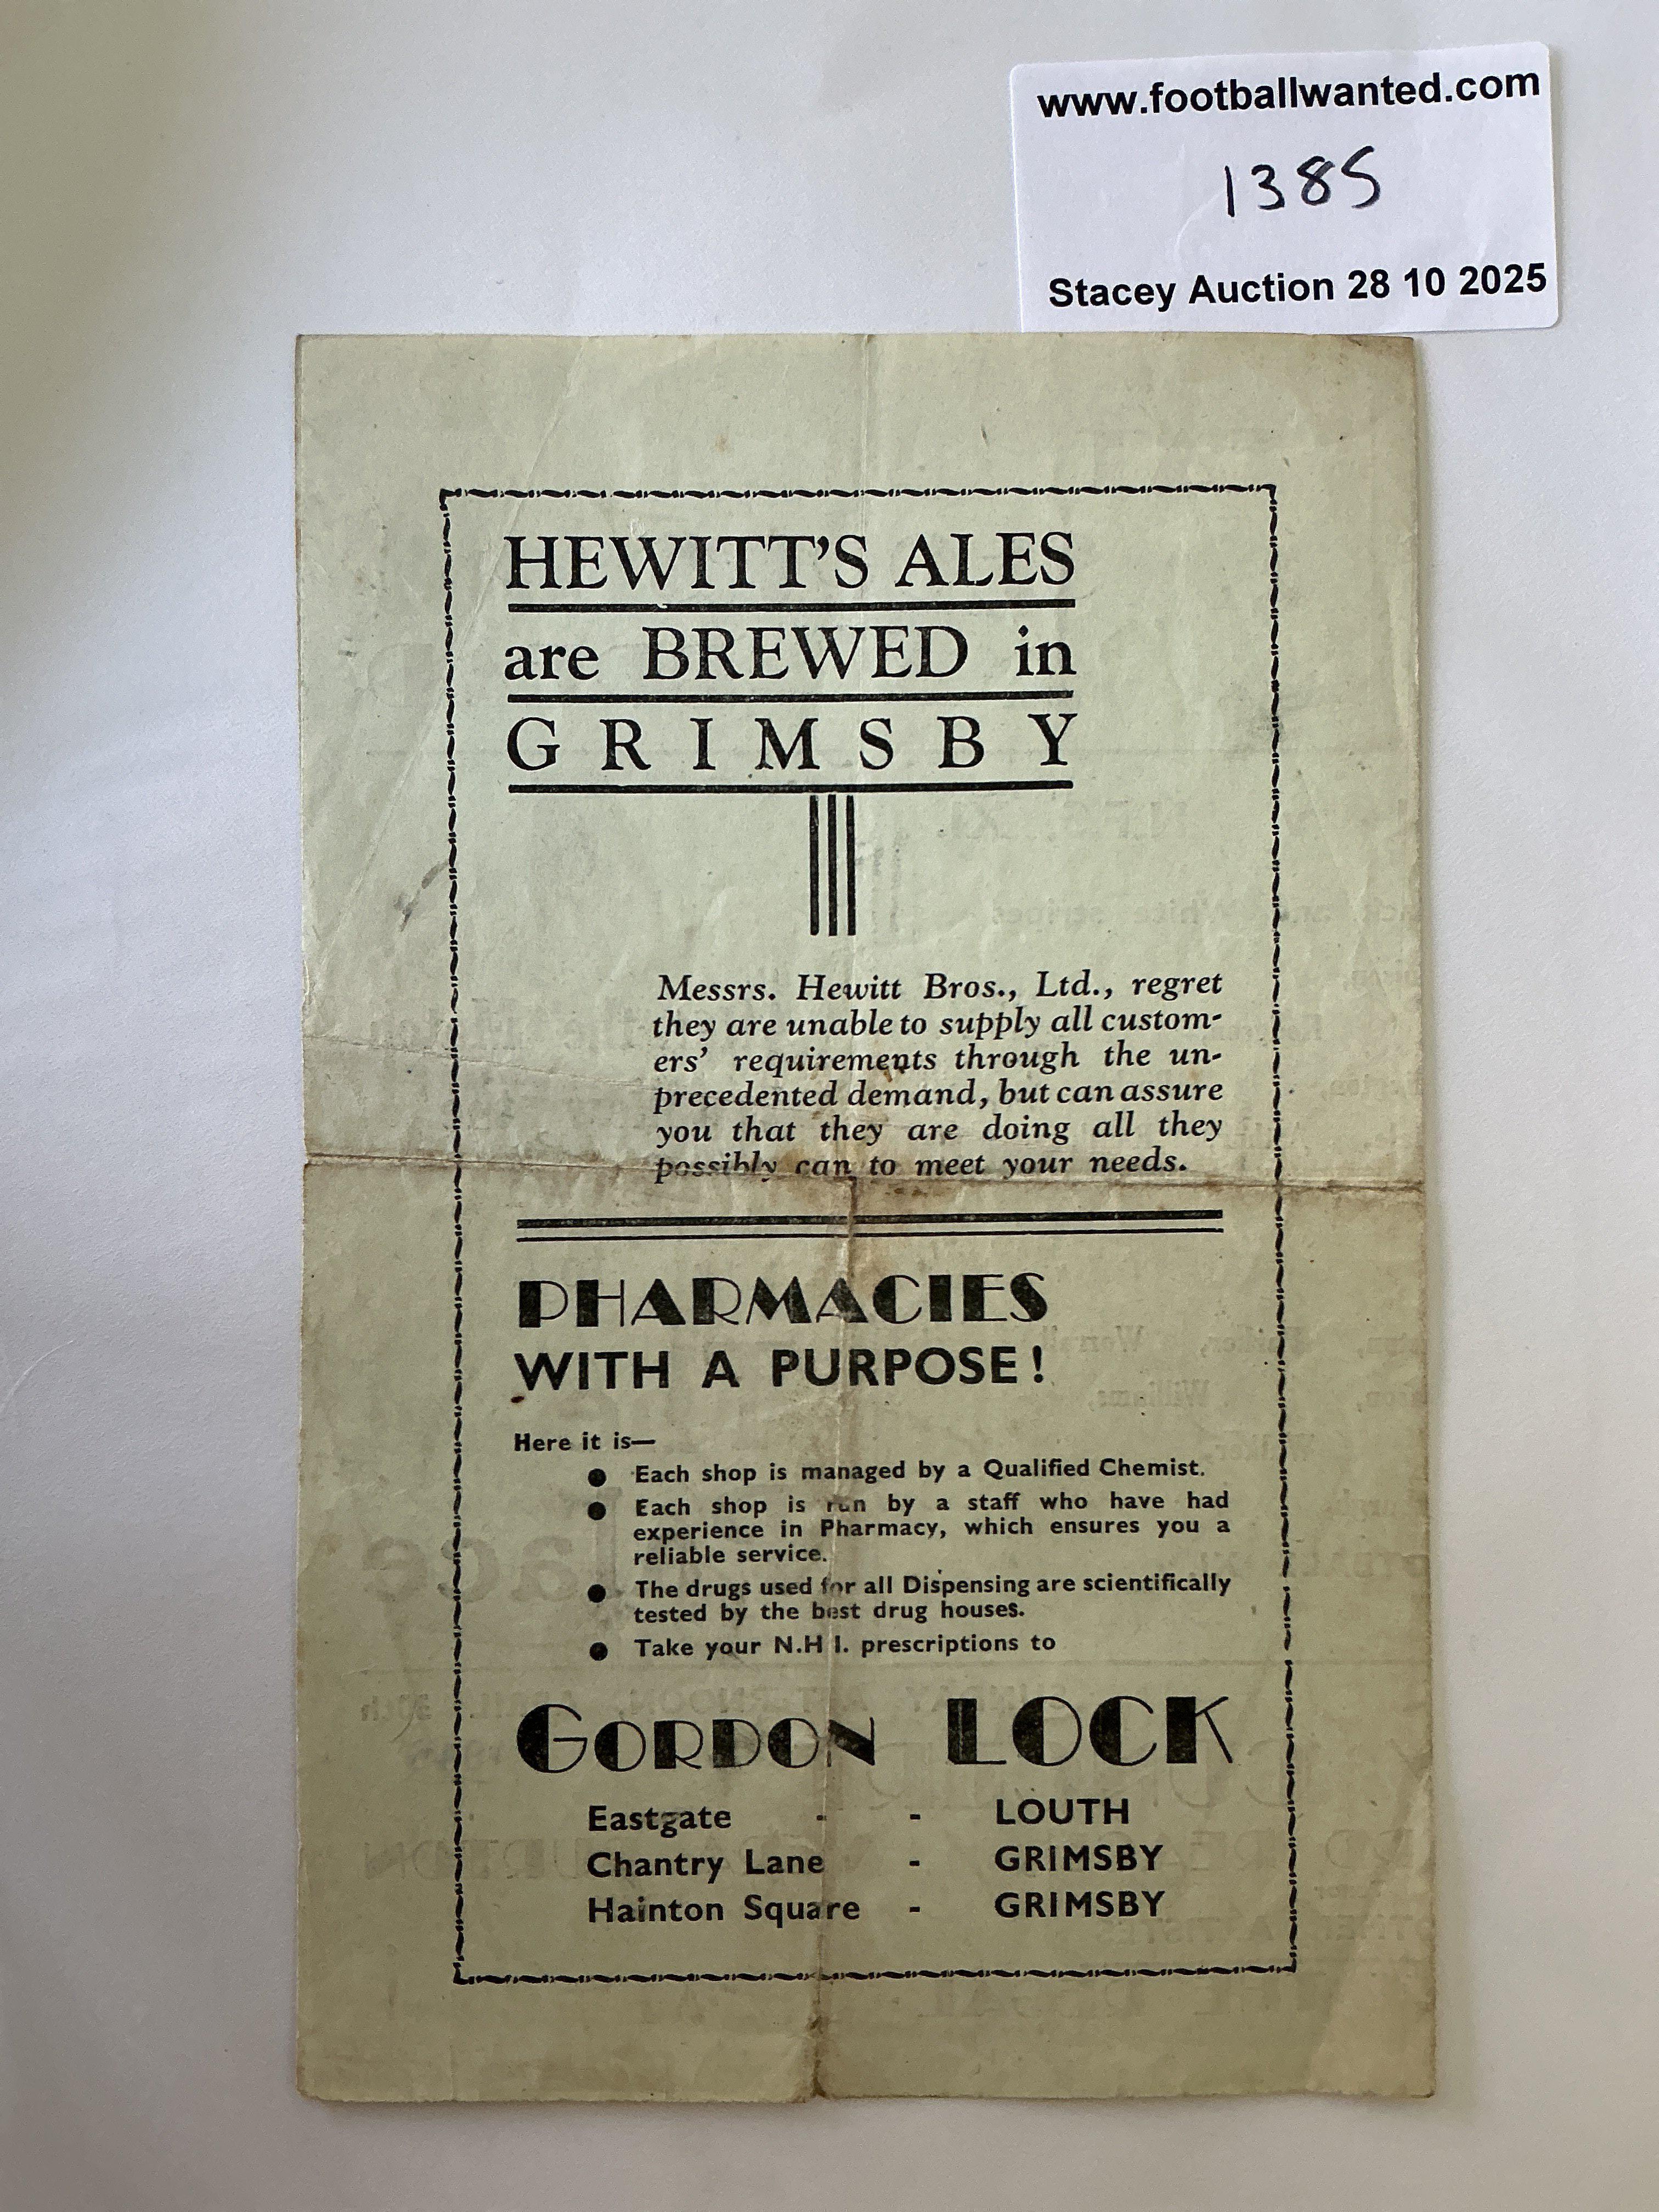 www.footballwanted.com
1385
Stacey Auction 28 10 2025
HEWITT'S ALES
are BREWED in
GRIMSBY
Messrs. Hewitt Bros., Ltd., regret
they are unable to supply all custom-
ers' requirements through the un-
precedented demand, but can assure
you that they are doing all they
possibly can to meet your needs.
PHARMACIES
WITH A PURPOSE!
Here it is—
● Each shop is managed by a Qualified Chemist.
● Each shop is run by a staff who have had
experience in Pharmacy, which ensures you a
reliable service.
● The drugs used for all Dispensing are scientifically
tested by the best drug houses.
● Take your N.H.I. prescriptions to
GORDON LOCK
Eastgate - - LOUTH
Chantry Lane - GRIMSBY
Hainton Square - GRIMSBY